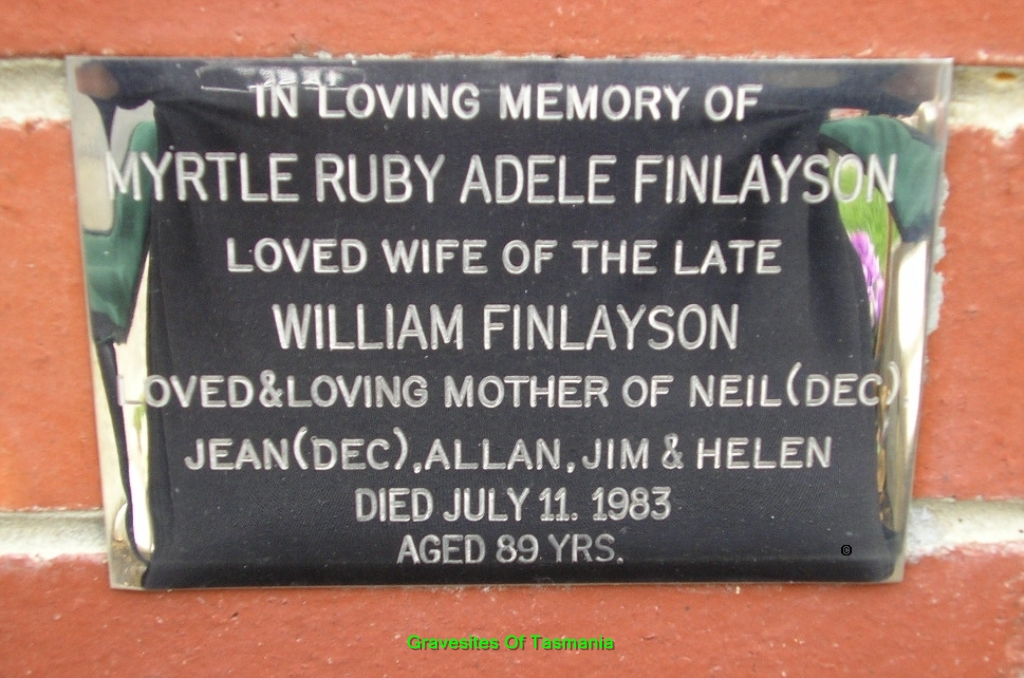 IN LOVING MEMORY OF
MYRTLE RUBY ADELE FINLAYSON
LOVED WIFE OF THE LATE
WILLIAM FINLAYSON
LOVED & LOVING MOTHER OF NEIL (DEC)
JEAN (DEC), ALLAN, JIM & HELEN
DIED JULY 11. 1983
AGED 89 YRS.
©
Gravesites Of Tasmania